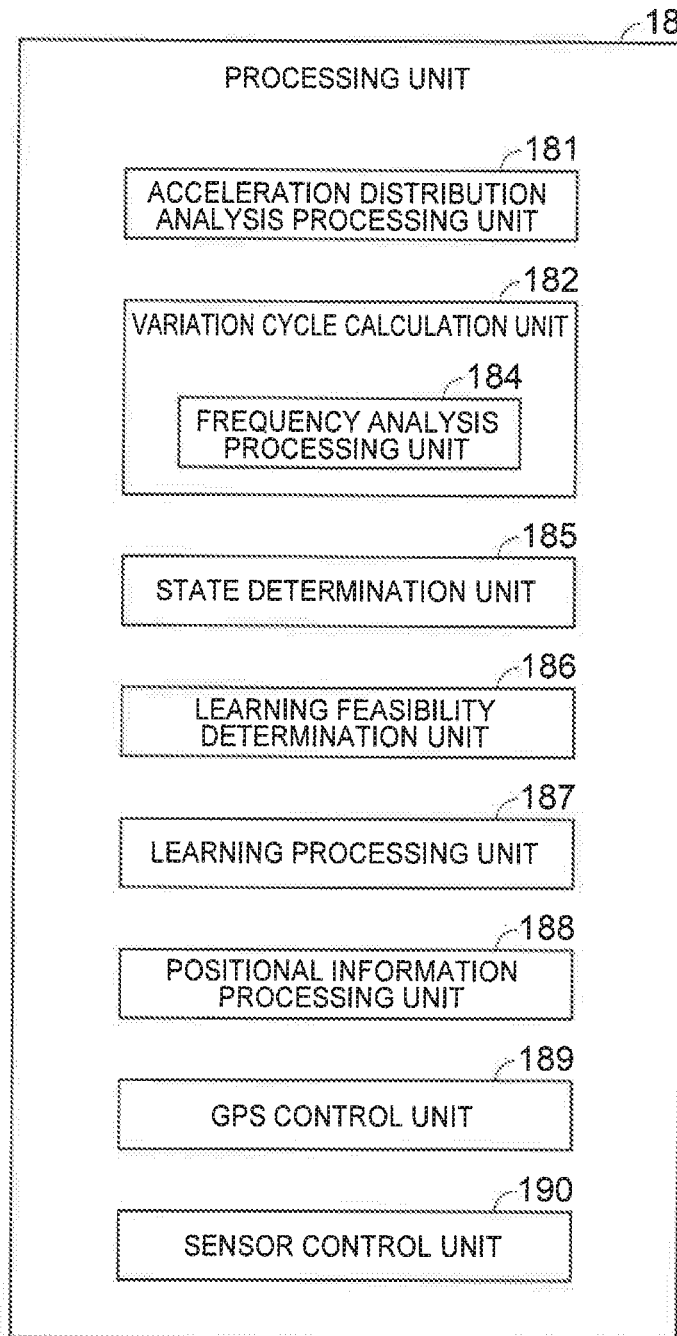 18
PROCESSING UNIT
181
ACCELERATION DISTRIBUTION
ANALYSIS PROCESSING UNIT
182
VARIATION CYCLE CALCULATION UNIT
184
FREQUENCY ANALYSIS
PROCESSING UNIT
185
STATE DETERMINATION UNIT
186
LEARNING FEASIBILITY
DETERMINATION UNIT
187
LEARNING PROCESSING UNIT
188
POSITIONAL INFORMATION
PROCESSING UNIT
189
GPS CONTROL UNIT
190
SENSOR CONTROL UNIT